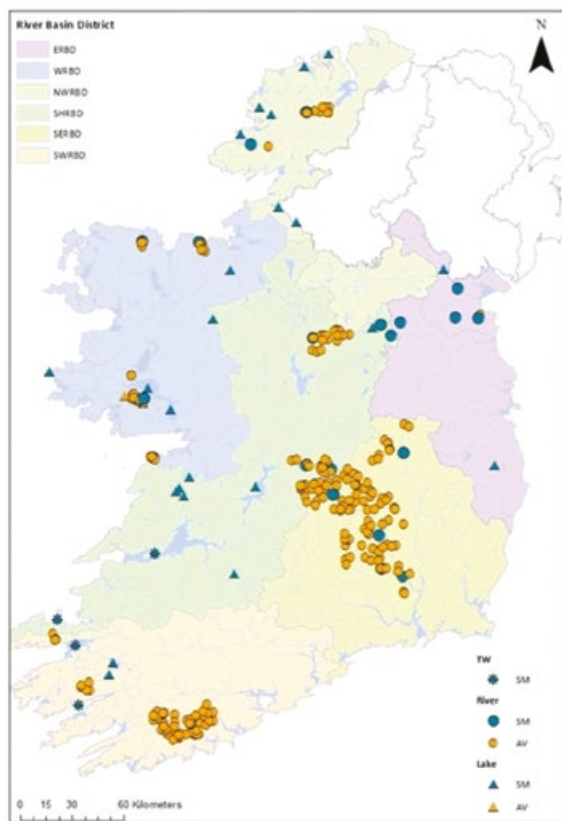 River Basin District
ERBD
WRBD
NWRBD
SHRBD
SERBD
SWRBD
N
TW
SM
River
SM
AV
Lake
SM
AV
0 15 30 60 Kilometers